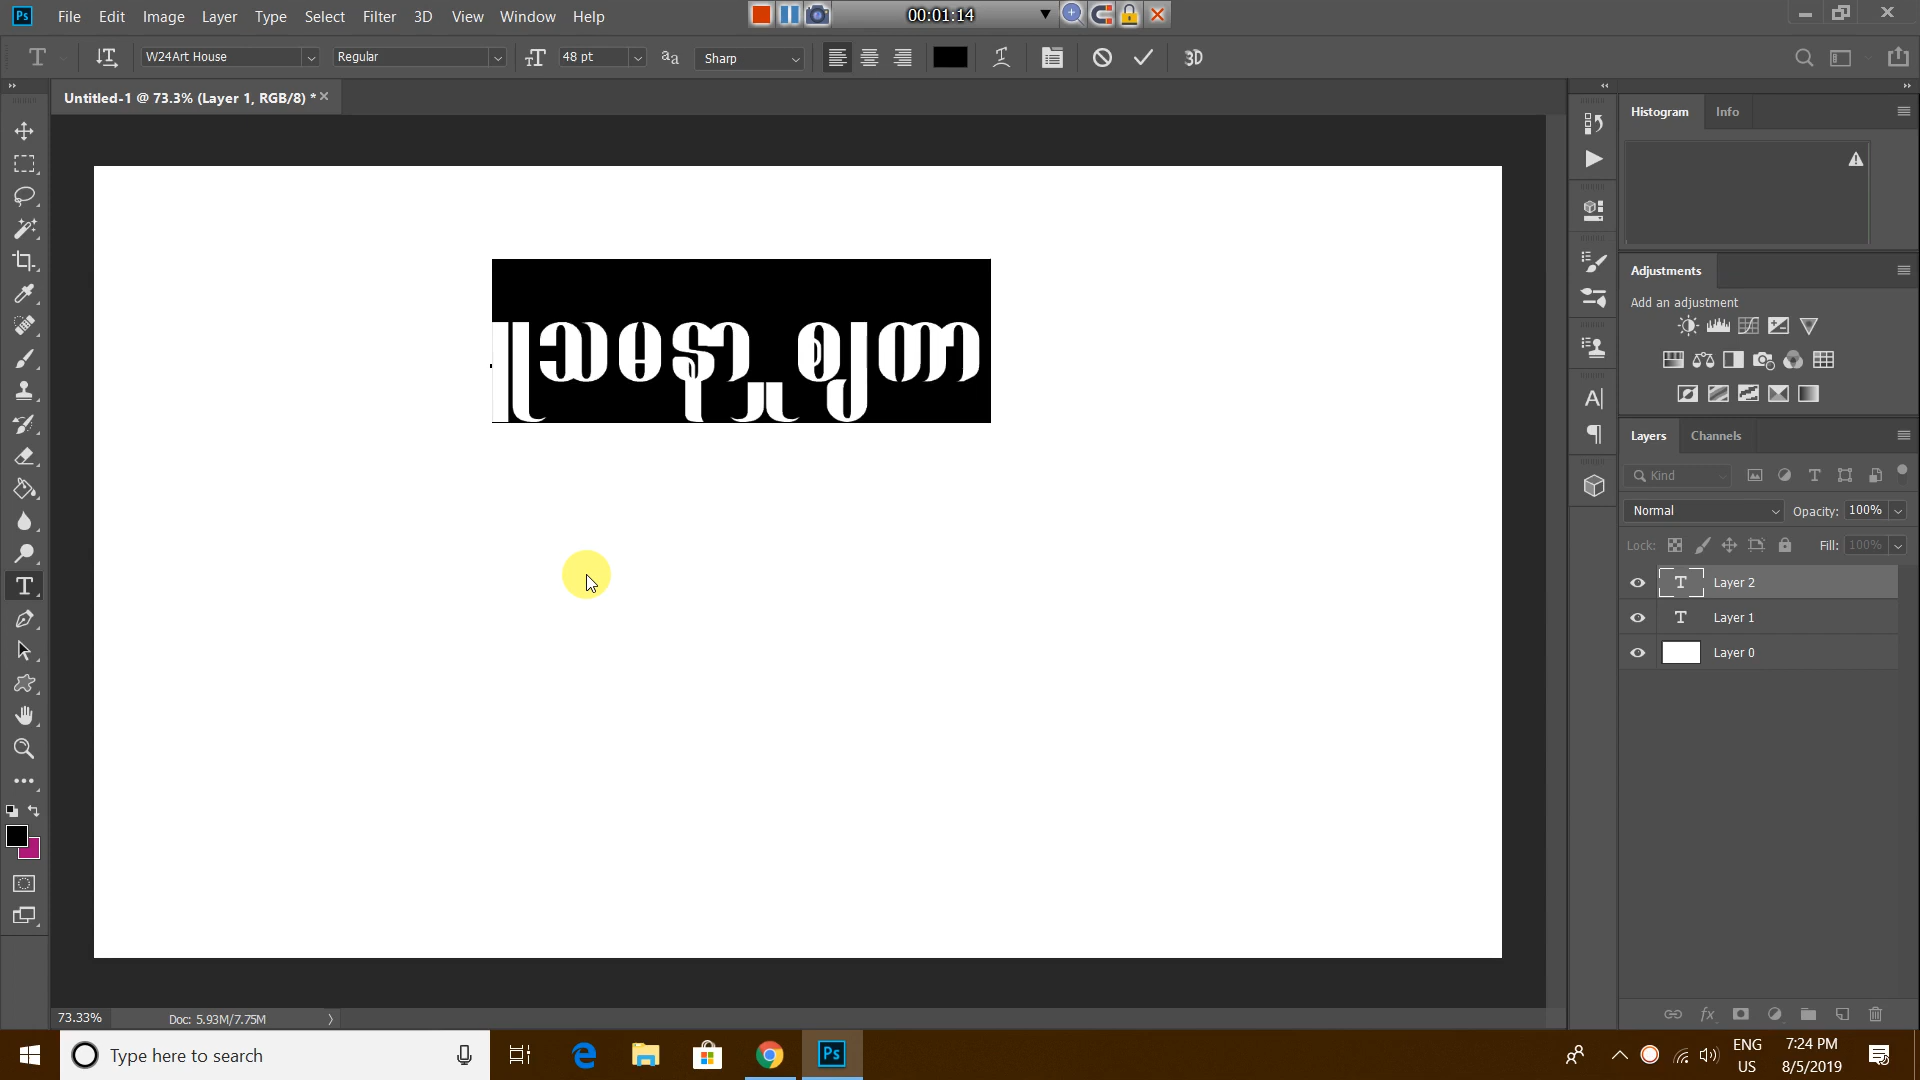 Ps File Edit Image Layer Type Select Filter 3D View Window Help
00:01:14
W24Art House Regular 48 pt Sharp 3D
Untitled-1 @ 73.3% (Layer 1, RGB/8) *
Histogram Info
Adjustments
Add an adjustment
Layers Channels
Kind
Normal Opacity: 100%
Lock: Fill: 100%
Layer 2
Layer 1
Layer 0
73.33% Doc: 5.93M/7.75M
Type here to search
Ps
ENG
US
7:24 PM
8/5/2019